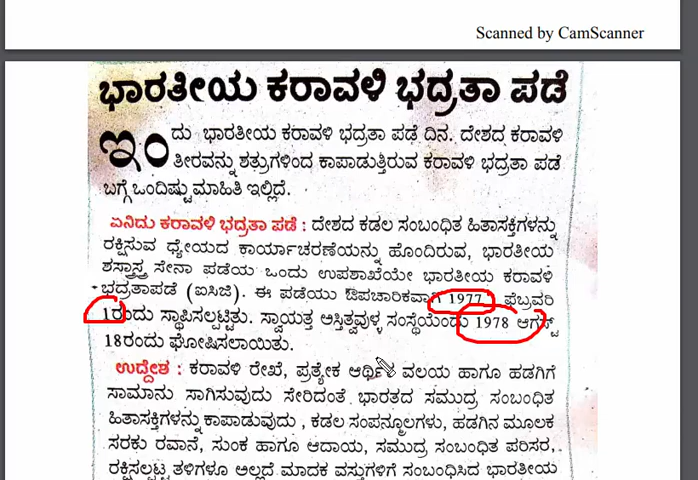 Scanned by CamScanner
ಭಾರತೀಯ ಕರಾವಳಿ ಭದ್ರತಾ ಪಡೆ
ಇಂದು ಭಾರತೀಯ ಕರಾವಳಿ ಭದ್ರತಾ ಪಡೆ ದಿನ. ದೇಶದ ಕರಾವಳಿ
ತೀರವನ್ನು ಶತ್ರುಗಳಿಂದ ಕಾಪಾಡುತ್ತಿರುವ ಕರಾವಳಿ ಭದ್ರತಾ ಪಡೆ
ಬಗ್ಗೆ ಒಂದಿಷ್ಟು ಮಾಹಿತಿ ಇಲ್ಲಿದೆ.
ಏನಿದು ಕರಾವಳಿ ಭದ್ರತಾ ಪಡೆ : ದೇಶದ ಕಡಲ ಸಂಬಂಧಿತ ಹಿತಾಸಕ್ತಿಗಳನ್ನು
ರಕ್ಷಿಸುವ ಧ್ಯೇಯದ ಕಾರ್ಯಾಚರಣೆಯನ್ನು ಹೊಂದಿರುವ, ಭಾರತೀಯ
ಶಸ್ತ್ರಾಸ್ತ್ರ ಸೇನಾ ಪಡೆಯ ಒಂದು ಉಪಶಾಖೆಯೇ ಭಾರತೀಯ ಕರಾವಳಿ
ಭದ್ರತಾಪಡೆ (ಐಸಿಜಿ). ಈ ಪಡೆಯು ಔಪಚಾರಿಕವಾಗಿ 1977 ಫೆಬ್ರವರಿ
1ರಂದು ಸ್ಥಾಪಿಸಲ್ಪಟ್ಟಿತು. ಸ್ವಾಯತ್ತ ಅಸ್ತಿತ್ವವುಳ್ಳ ಸಂಸ್ಥೆಯೆಂದು 1978 ಆಗಸ್ಟ್
18ರಂದು ಘೋಷಿಸಲಾಯಿತು.
ಉದ್ದೇಶ : ಕರಾವಳಿ ರೇಖೆ, ಪ್ರತ್ಯೇಕ ಆರ್ಥಿಕ ವಲಯ ಹಾಗೂ ಹಡಗಿಗೆ
ಸಾಮಾನು ಸಾಗಿಸುವುದು ಸೇರಿದಂತೆ ಭಾರತದ ಸಮುದ್ರ ಸಂಬಂಧಿತ
ಹಿತಾಸಕ್ತಿಗಳನ್ನು ಕಾಪಾಡುವುದು , ಕಡಲ ಸಂಪನ್ಮೂಲಗಳು, ಹಡಗಿನ ಮೂಲಕ
ಸರಕು ರವಾನೆ, ಸುಂಕ ಹಾಗೂ ಆದಾಯ, ಸಮುದ್ರ ಸಂಬಂಧಿತ ಪರಿಸರ,
ರಕ್ಷಿಸಲ್ಪಟ್ಟ ತಳಿಗಳೂ ಅಲ್ಲದೆ ಮಾದಕ ವಸ್ತುಗಳಿಗೆ ಸಂಬಂಧಿಸಿದ ಭಾರತೀಯ